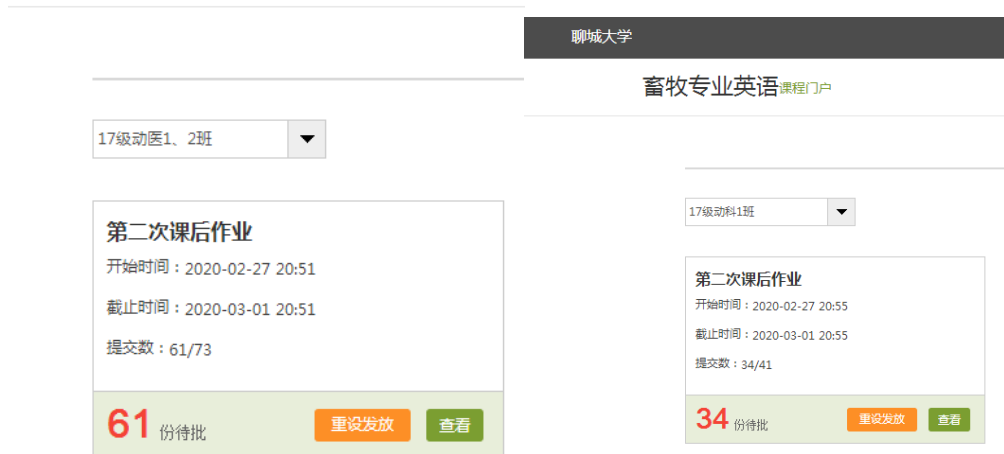 17级动医1、2班
第二次课后作业
开始时间：2020-02-27 20:51
截止时间：2020-03-01 20:51
提交数：61/73
61 份待批
重设发放
查看
聊城大学
畜牧专业英语课程门户
17级动科1班
第二次课后作业
开始时间：2020-02-27 20:55
截止时间：2020-03-01 20:55
提交数：34/41
34 份待批
重设发放
查看